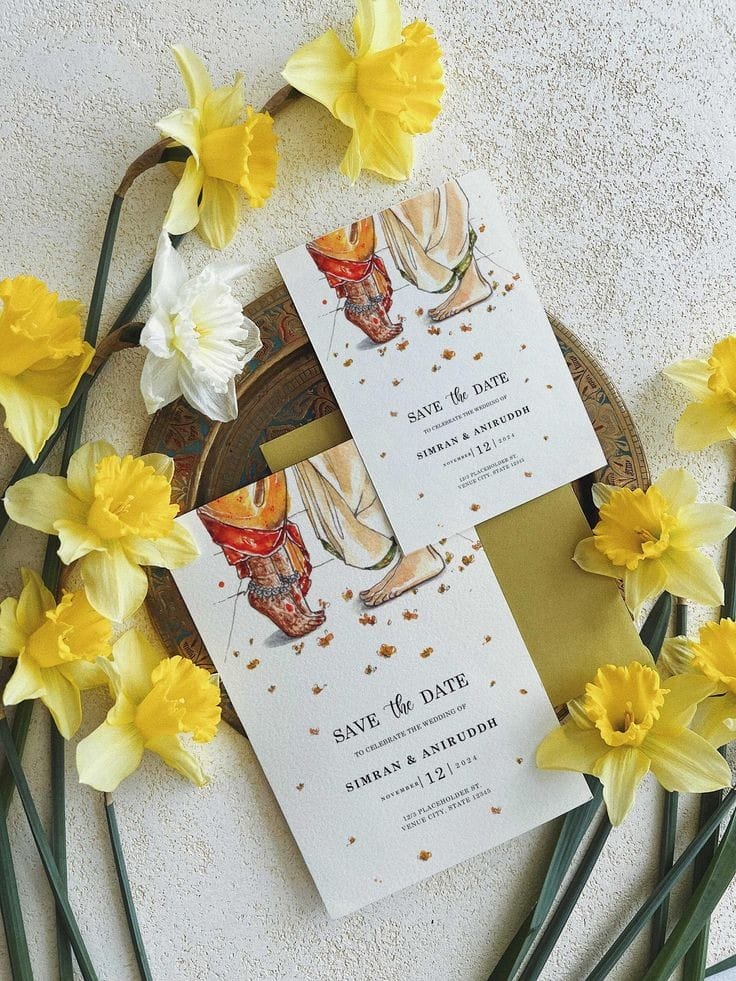 SAVE the DATE
TO CELEBRATE THE WEDDING OF
SIMRAN & ANIRUDDH
NOVEMBER | 12 | 2024
12/3 PLACEHOLDER ST.
VENUE CITY, STATE 12345
SAVE the DATE
TO CELEBRATE THE WEDDING OF
SIMRAN & ANIRUDDH
NOVEMBER | 12 | 2024
12/3 PLACEHOLDER ST.
VENUE CITY, STATE 12345